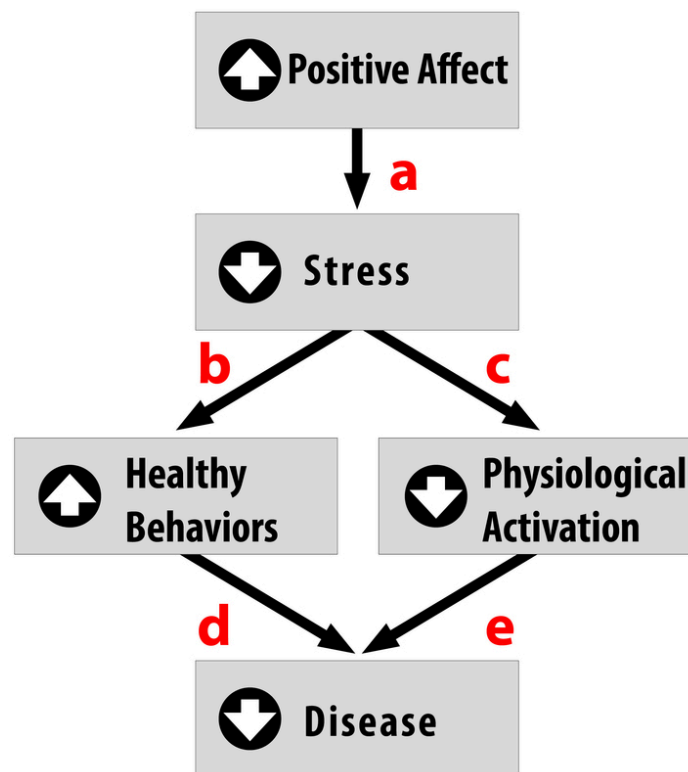 Positive Affect
a
Stress
b
c
Healthy
Behaviors
Physiological
Activation
d
e
Disease